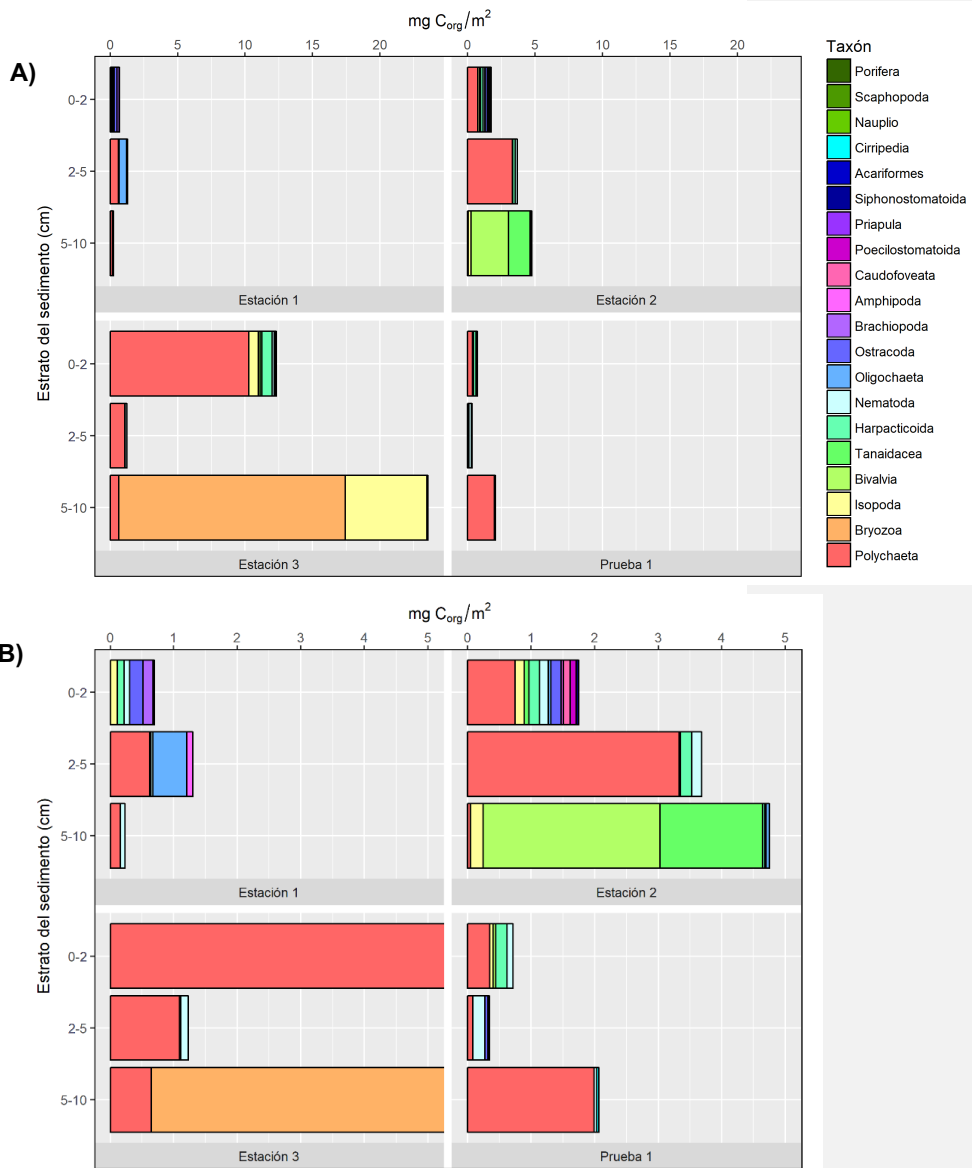 A)
mg C_org/m²
0 5 10 15 20
0 5 10 15 20
Estrato del sedimento (cm)
0-2
2-5
5-10
Estación 1
Estación 2
0-2
2-5
5-10
Estación 3
Prueba 1
Taxón
Porifera
Scaphopoda
Nauplio
Cirripedia
Acariformes
Siphonostomatoida
Priapula
Poecilostomatoida
Caudofoveata
Amphipoda
Brachiopoda
Ostracoda
Oligochaeta
Nematoda
Harpacticoida
Tanaidacea
Bivalvia
Isopoda
Bryozoa
Polychaeta
B)
mg C_org/m²
0 1 2 3 4 5
0 1 2 3 4 5
Estrato del sedimento (cm)
0-2
2-5
5-10
Estación 1
Estación 2
0-2
2-5
5-10
Estación 3
Prueba 1